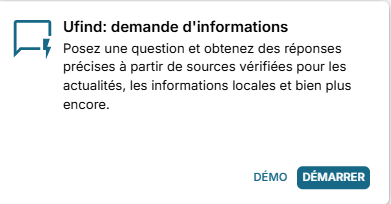 Ufind: demande d'informations
Posez une question et obtenez des réponses
précises à partir de sources vérifiées pour les
actualités, les informations locales et bien plus
encore.
DÉMO DÉMARRER